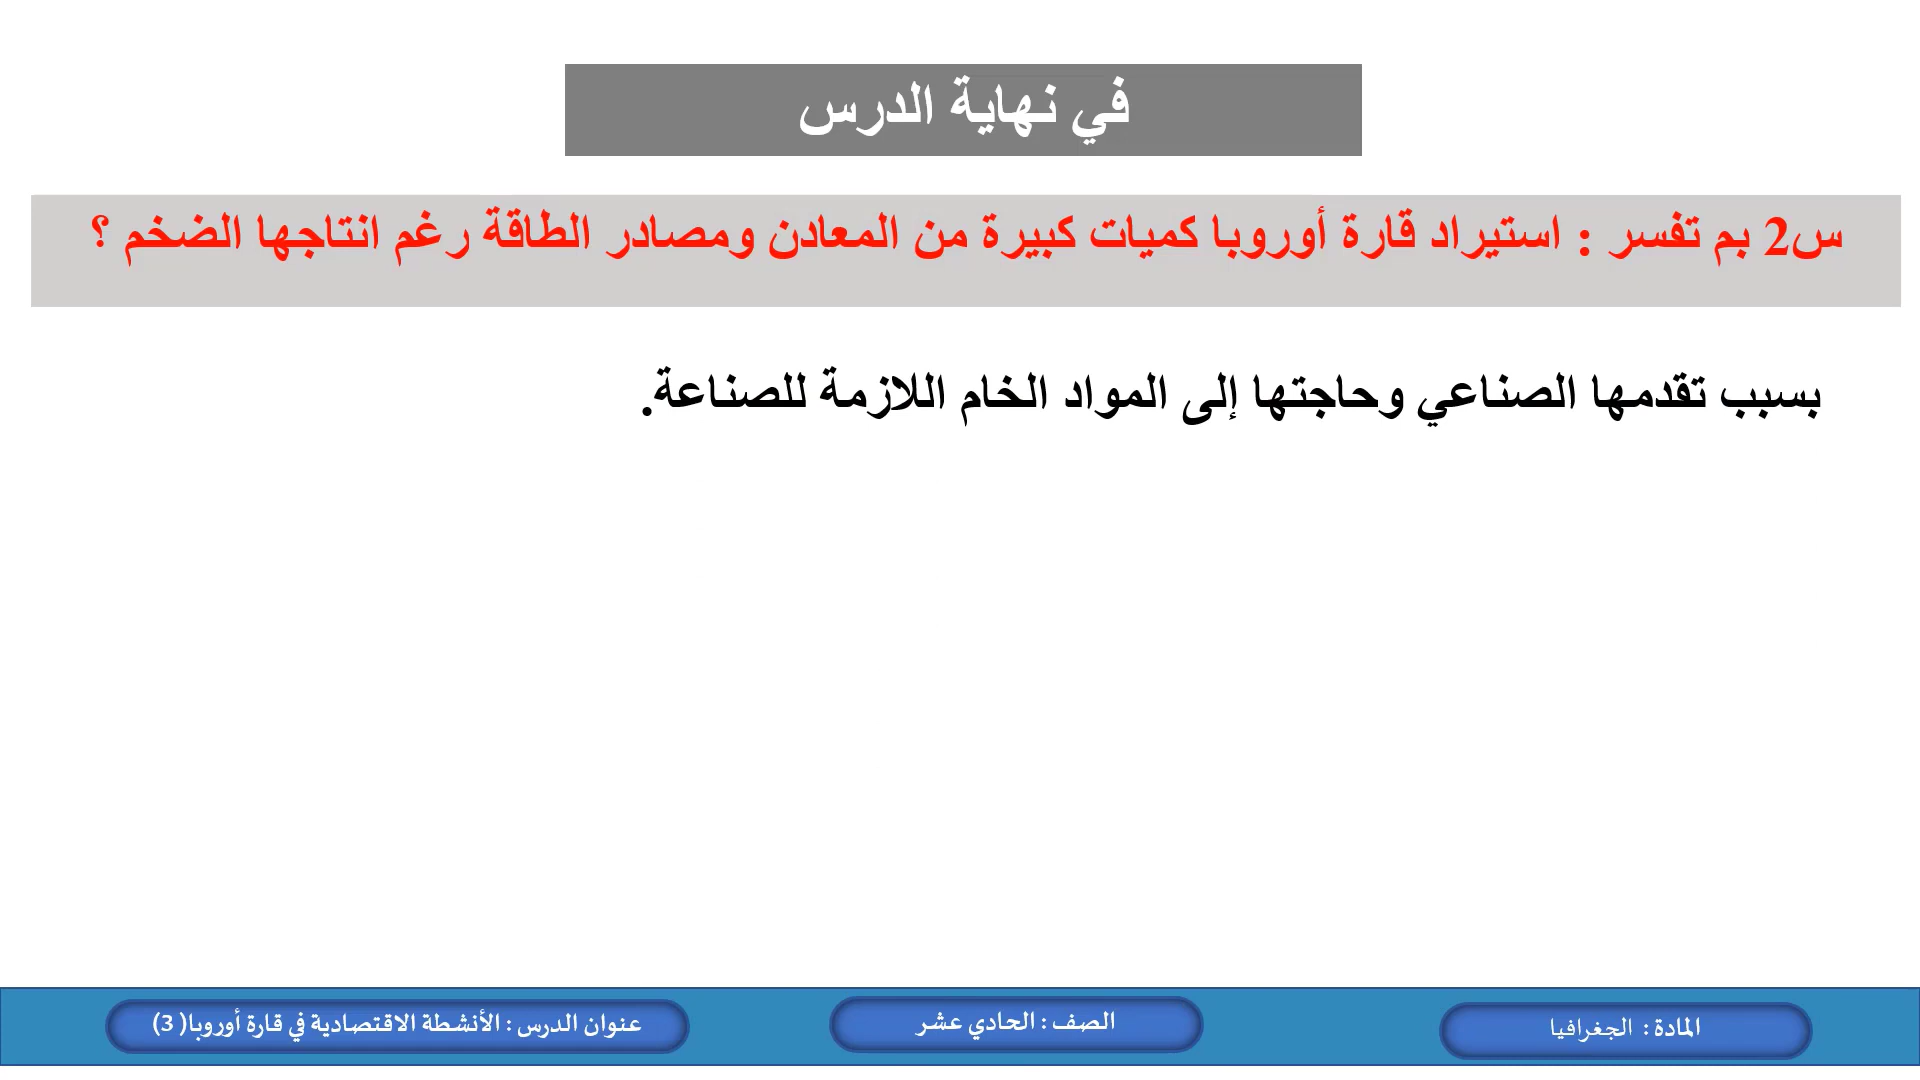 في نهاية الدرس
س2 بم تفسر : استيراد قارة أوروبا كميات كبيرة من المعادن ومصادر الطاقة رغم انتاجها الضخم ؟
بسبب تقدمها الصناعي وحاجتها إلى المواد الخام اللازمة للصناعة.
المادة : الجغرافيا
الصف : الحادي عشر
عنوان الدرس : الأنشطة الاقتصادية في قارة أوروبا( 3)